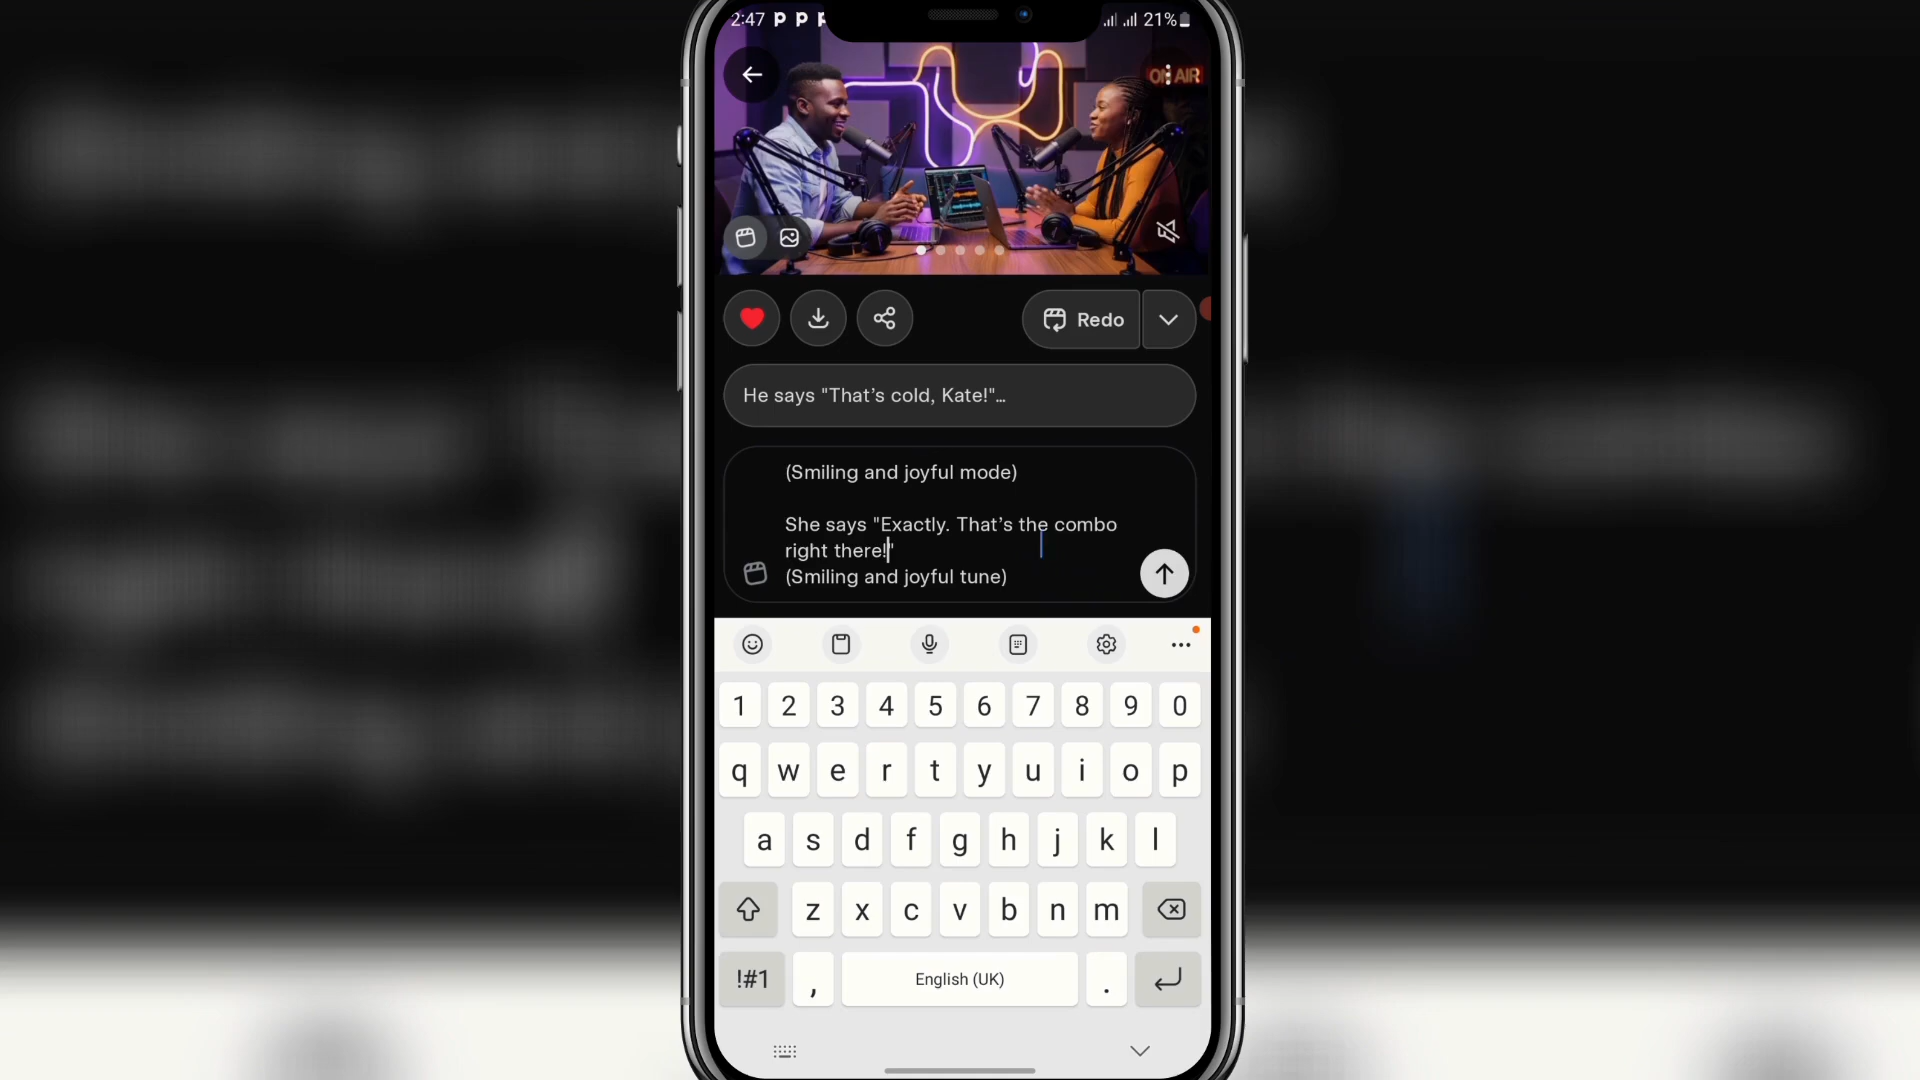 2:47 P P P
21%
ON AIR
Redo
He says "That’s cold, Kate!"...
(Smiling and joyful mode)
She says "Exactly. That’s the combo
right there!"
(Smiling and joyful tune)
1 2 3 4 5 6 7 8 9 0
q w e r t y u i o p
a s d f g h j k l
z x c v b n m
!#1 , English (UK) .